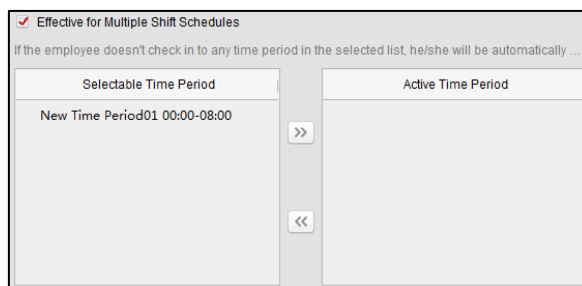 Effective for Multiple Shift Schedules
If the employee doesn't check in to any time period in the selected list, he/she will be automatically ...
Selectable Time Period
Active Time Period
New Time Period01 00:00-08:00
>>
<<